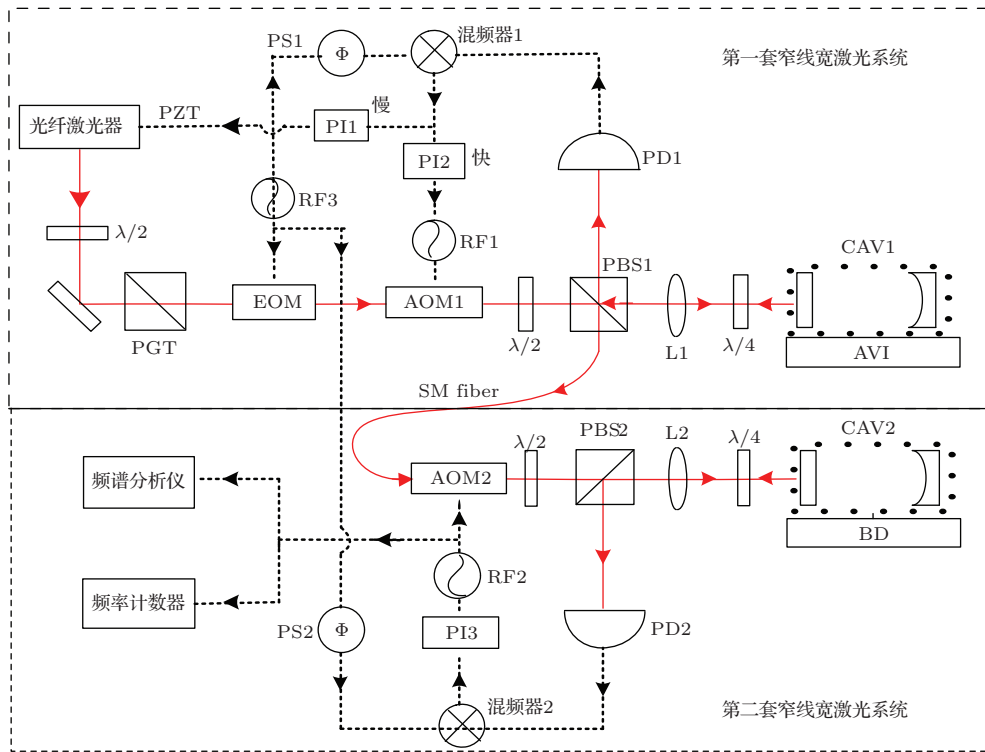 PS1
Φ
混频器1
第一套窄线宽激光系统
光纤激光器
PZT
慢
PI1
PI2
快
PD1
RF3
λ/2
RF1
PBS1
CAV1
EOM
AOM1
PGT
λ/2
L1
λ/4
AVI
SM fiber
λ/2
PBS2
L2
λ/4
CAV2
频谱分析仪
AOM2
BD
RF2
频率计数器
PS2
Φ
PI3
PD2
混频器2
第二套窄线宽激光系统